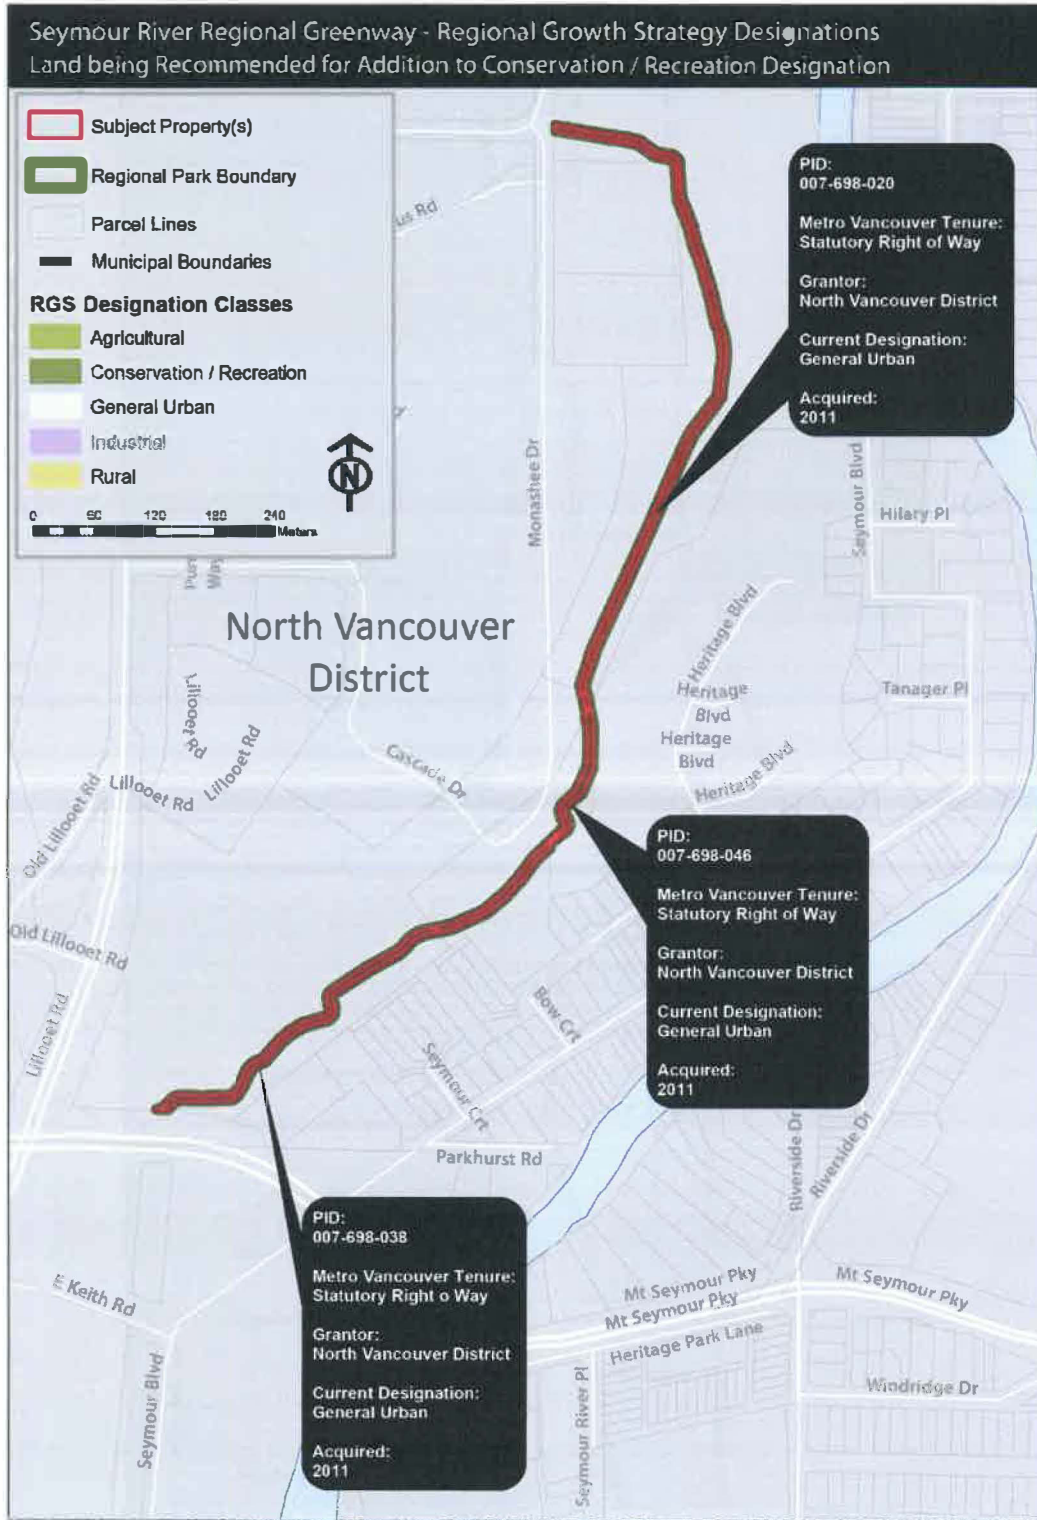 Seymour River Regional Greenway - Regional Growth Strategy Designations
Land being Recommended for Addition to Conservation / Recreation Designation
Subject Property(s)
Regional Park Boundary
Parcel Lines
Municipal Boundaries
RGS Designation Classes
Agricultural
Conservation / Recreation
General Urban
Industrial
Rural
N
0 60 120 180 240
Meters
us Rd
PID:
007-698-020
Metro Vancouver Tenure:
Statutory Right of Way
Grantor:
North Vancouver District
Current Designation:
General Urban
Acquired:
2011
Monashee Dr
Seymour Blvd
Hilary Pl
Way
North Vancouver
District
Heritage Blvd
Heritage
Blvd
Heritage
Blvd
Heritage Blvd
Tanager Pl
Lillooet Rd
Lillooet Rd
Lillooet Rd
Cascade Dr
Old Lillooet Rd
Old Lillooet Rd
Lillooet Rd
PID:
007-698-046
Metro Vancouver Tenure:
Statutory Right of Way
Grantor:
North Vancouver District
Current Designation:
General Urban
Acquired:
2011
Bow Crt
Seymour Crt
Parkhurst Rd
Riverside Dr
Riverside Dr
PID:
007-698-038
Metro Vancouver Tenure:
Statutory Right o Way
Grantor:
North Vancouver District
Current Designation:
General Urban
Acquired:
2011
E Keith Rd
Seymour Blvd
Mt Seymour Pky
Mt Seymour Pky
Mt Seymour Pky
Heritage Park Lane
Seymour River Pl
Windridge Dr